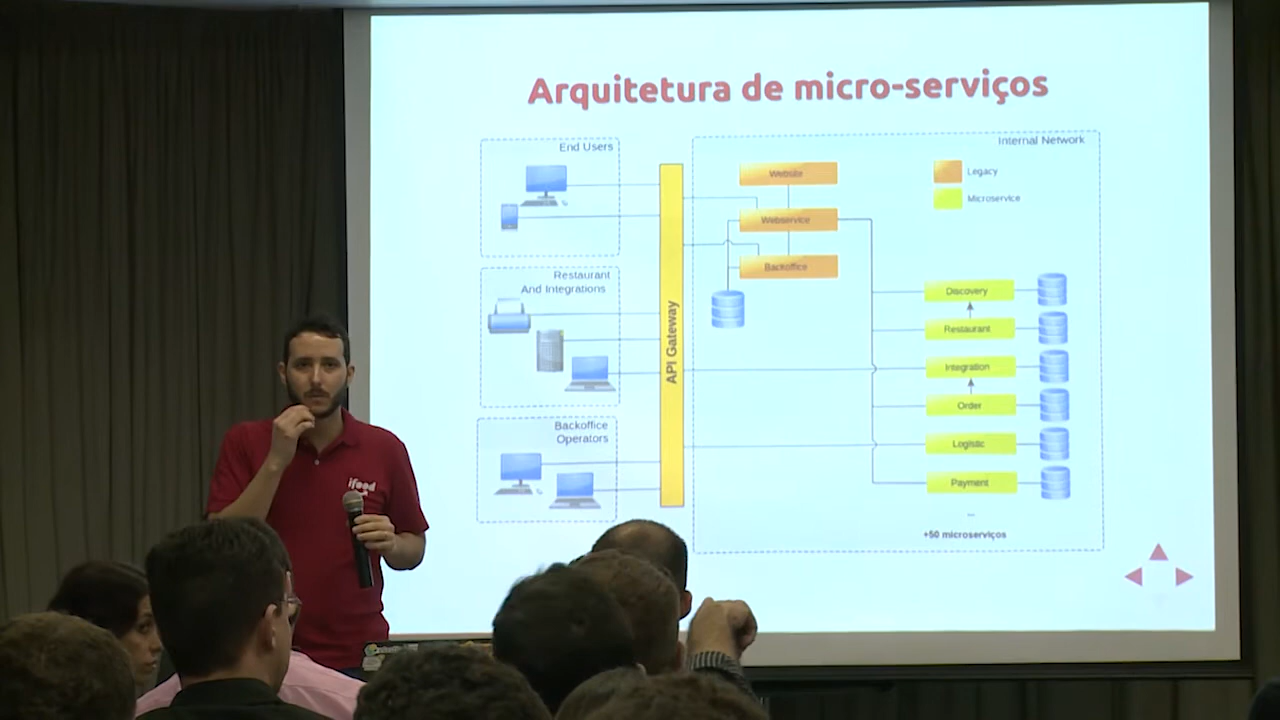 Arquitetura de micro-serviços
End Users
Restaurant
And Integrations
Backoffice
Operators
API Gateway
Internal Network
Website
Webservice
Backoffice
Legacy
Microservice
Discovery
Restaurant
Integration
Order
Logistic
Payment
...
+50 microserviços
ifood